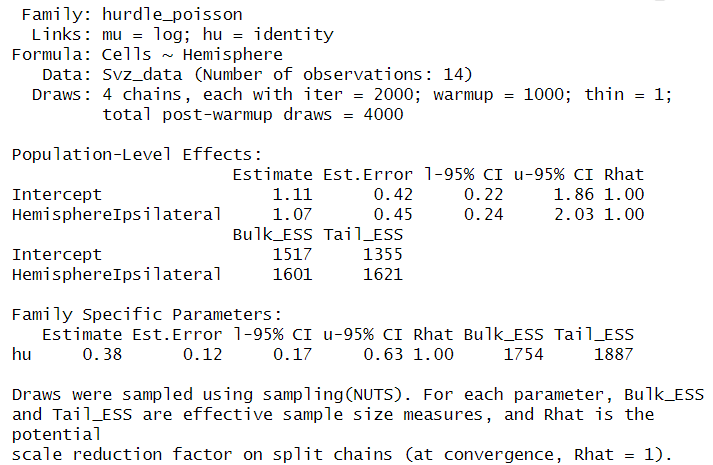 Family: hurdle_poisson
Links: mu = log; hu = identity
Formula: Cells ~ Hemisphere
Data: Svz_data (Number of observations: 14)
Draws: 4 chains, each with iter = 2000; warmup = 1000; thin = 1;
total post-warmup draws = 4000
Population-Level Effects:
Estimate Est.Error l-95% CI u-95% CI Rhat
Intercept 1.11 0.42 0.22 1.86 1.00
HemisphereIpsilateral 1.07 0.45 0.24 2.03 1.00
Bulk_ESS Tail_ESS
Intercept 1517 1355
HemisphereIpsilateral 1601 1621
Family Specific Parameters:
Estimate Est.Error l-95% CI u-95% CI Rhat Bulk_ESS Tail_ESS
hu 0.38 0.12 0.17 0.63 1.00 1754 1887
Draws were sampled using sampling(NUTS). For each parameter, Bulk_ESS
and Tail_ESS are effective sample size measures, and Rhat is the
potential
scale reduction factor on split chains (at convergence, Rhat = 1).